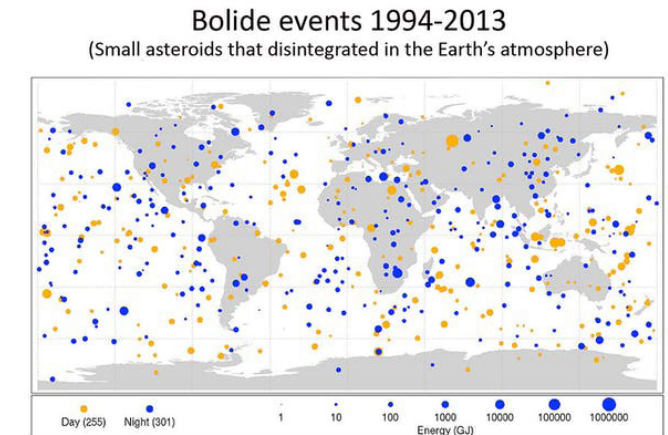 Bolide events 1994-2013
(Small asteroids that disintegrated in the Earth's atmosphere)
Day (255) Night (301) 1 10 100 1000 10000 100000 1000000
Energy (GJ)